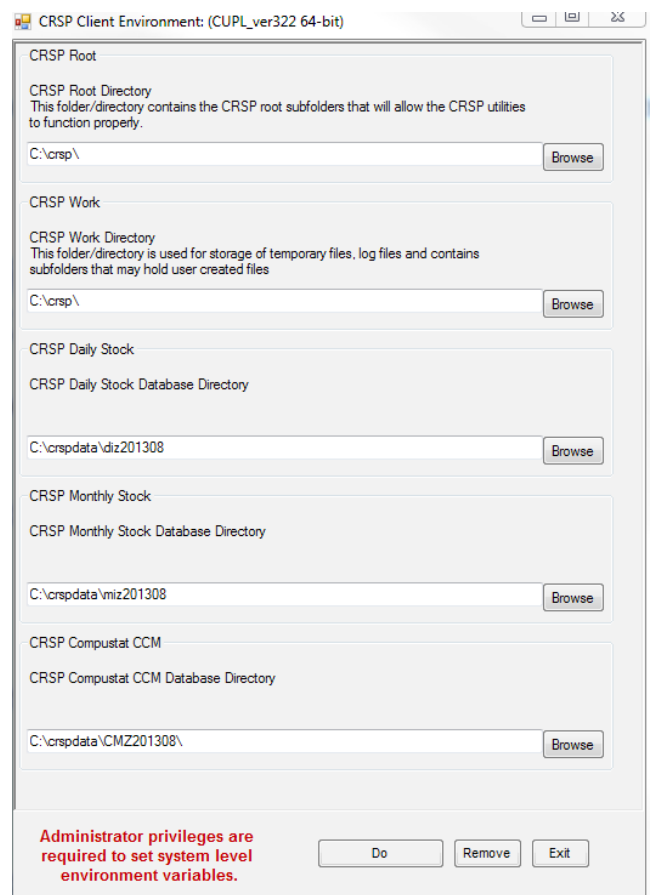 CRSP Client Environment: (CUPL_ver322 64-bit)
CRSP Root
CRSP Root Directory
This folder/directory contains the CRSP root subfolders that will allow the CRSP utilities
to function properly.
C:\crsp\
Browse
CRSP Work
CRSP Work Directory
This folder/directory is used for storage of temporary files, log files and contains
subfolders that may hold user created files
C:\crsp\
Browse
CRSP Daily Stock
CRSP Daily Stock Database Directory
C:\crspdata\diz201308
Browse
CRSP Monthly Stock
CRSP Monthly Stock Database Directory
C:\crspdata\miz201308
Browse
CRSP Compustat CCM
CRSP Compustat CCM Database Directory
C:\crspdata\CMZ201308\
Browse
Administrator privileges are
required to set system level
environment variables.
Do Remove Exit